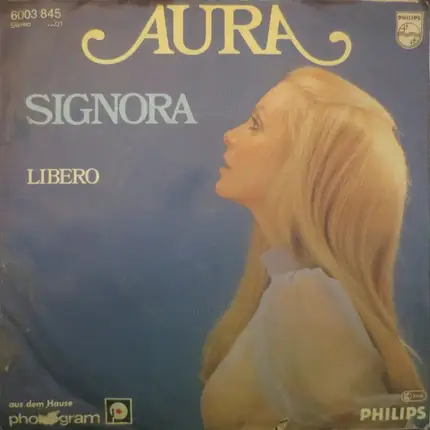 6003 845
Stereo
AURA
PHILIPS
SIGNORA
LIBERO
aus dem Hause
phonogram
PHILIPS